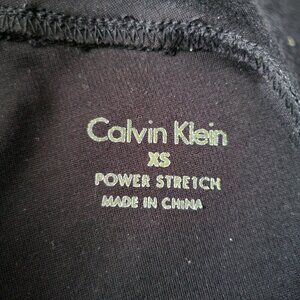 Calvin Klein
XS
POWER STRETCH
MADE IN CHINA